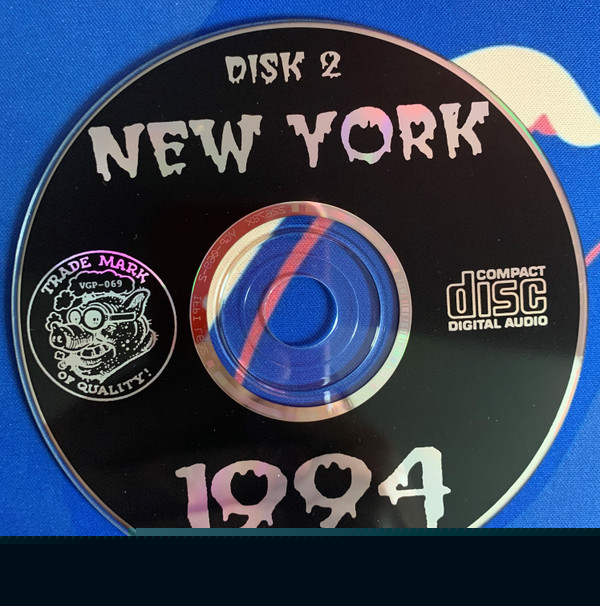 DISK 2
NEW YORK
TRADE MARK
VGP-069
OF QUALITY!
COMPACT
disc
DIGITAL AUDIO
1994